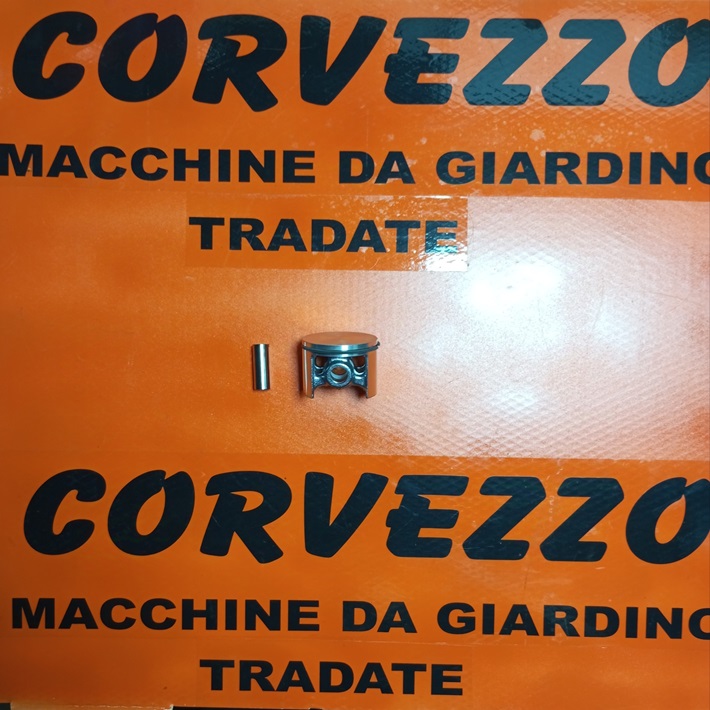 CORVEZZO
MACCHINE DA GIARDINO
TRADATE
CORVEZZO
MACCHINE DA GIARDINO
TRADATE